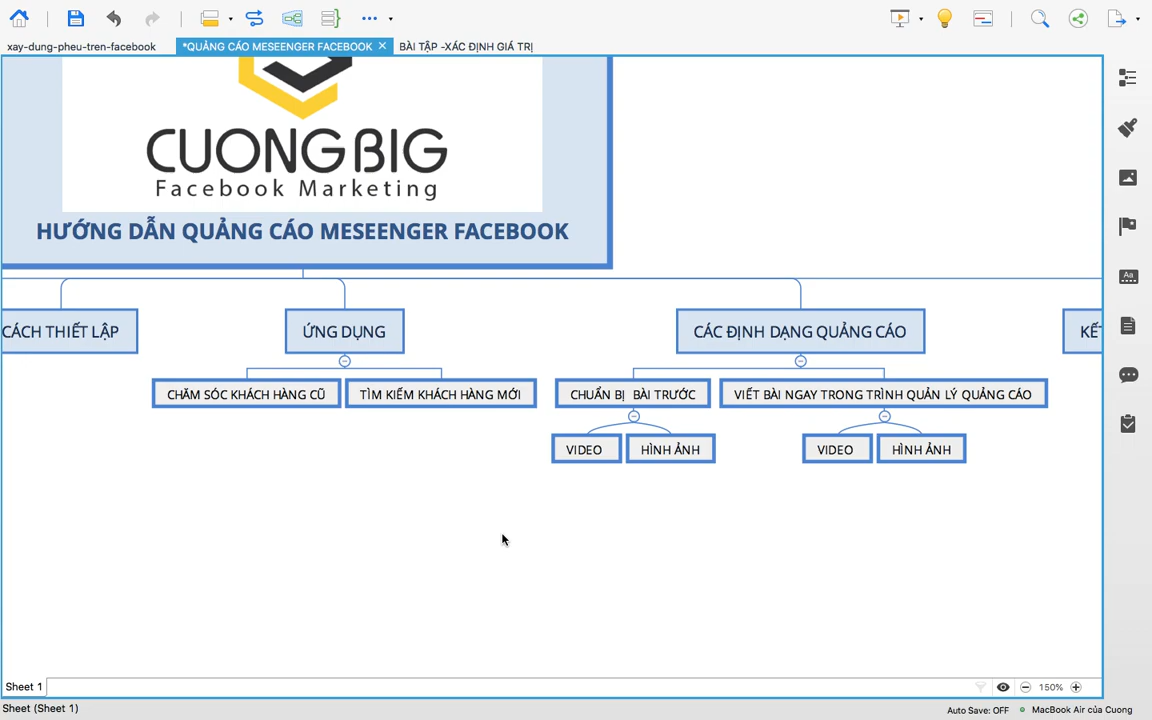 xay-dung-pheu-tren-facebook
*QUẢNG CÁO MESEENGER FACEBOOK
BÀI TẬP -XÁC ĐỊNH GIÁ TRỊ
CUONGBIG
Facebook Marketing
HƯỚNG DẪN QUẢNG CÁO MESEENGER FACEBOOK
CÁCH THIẾT LẬP
ỨNG DỤNG
CÁC ĐỊNH DẠNG QUẢNG CÁO
CHĂM SÓC KHÁCH HÀNG CŨ
TÌM KIẾM KHÁCH HÀNG MỚI
CHUẨN BỊ BÀI TRƯỚC
VIẾT BÀI NGAY TRONG TRÌNH QUẢN LÝ QUẢNG CÁO
VIDEO
HÌNH ẢNH
VIDEO
HÌNH ẢNH
Aa
Sheet 1
150%
Sheet (Sheet 1)
Auto Save: OFF
MacBook Air của Cuong